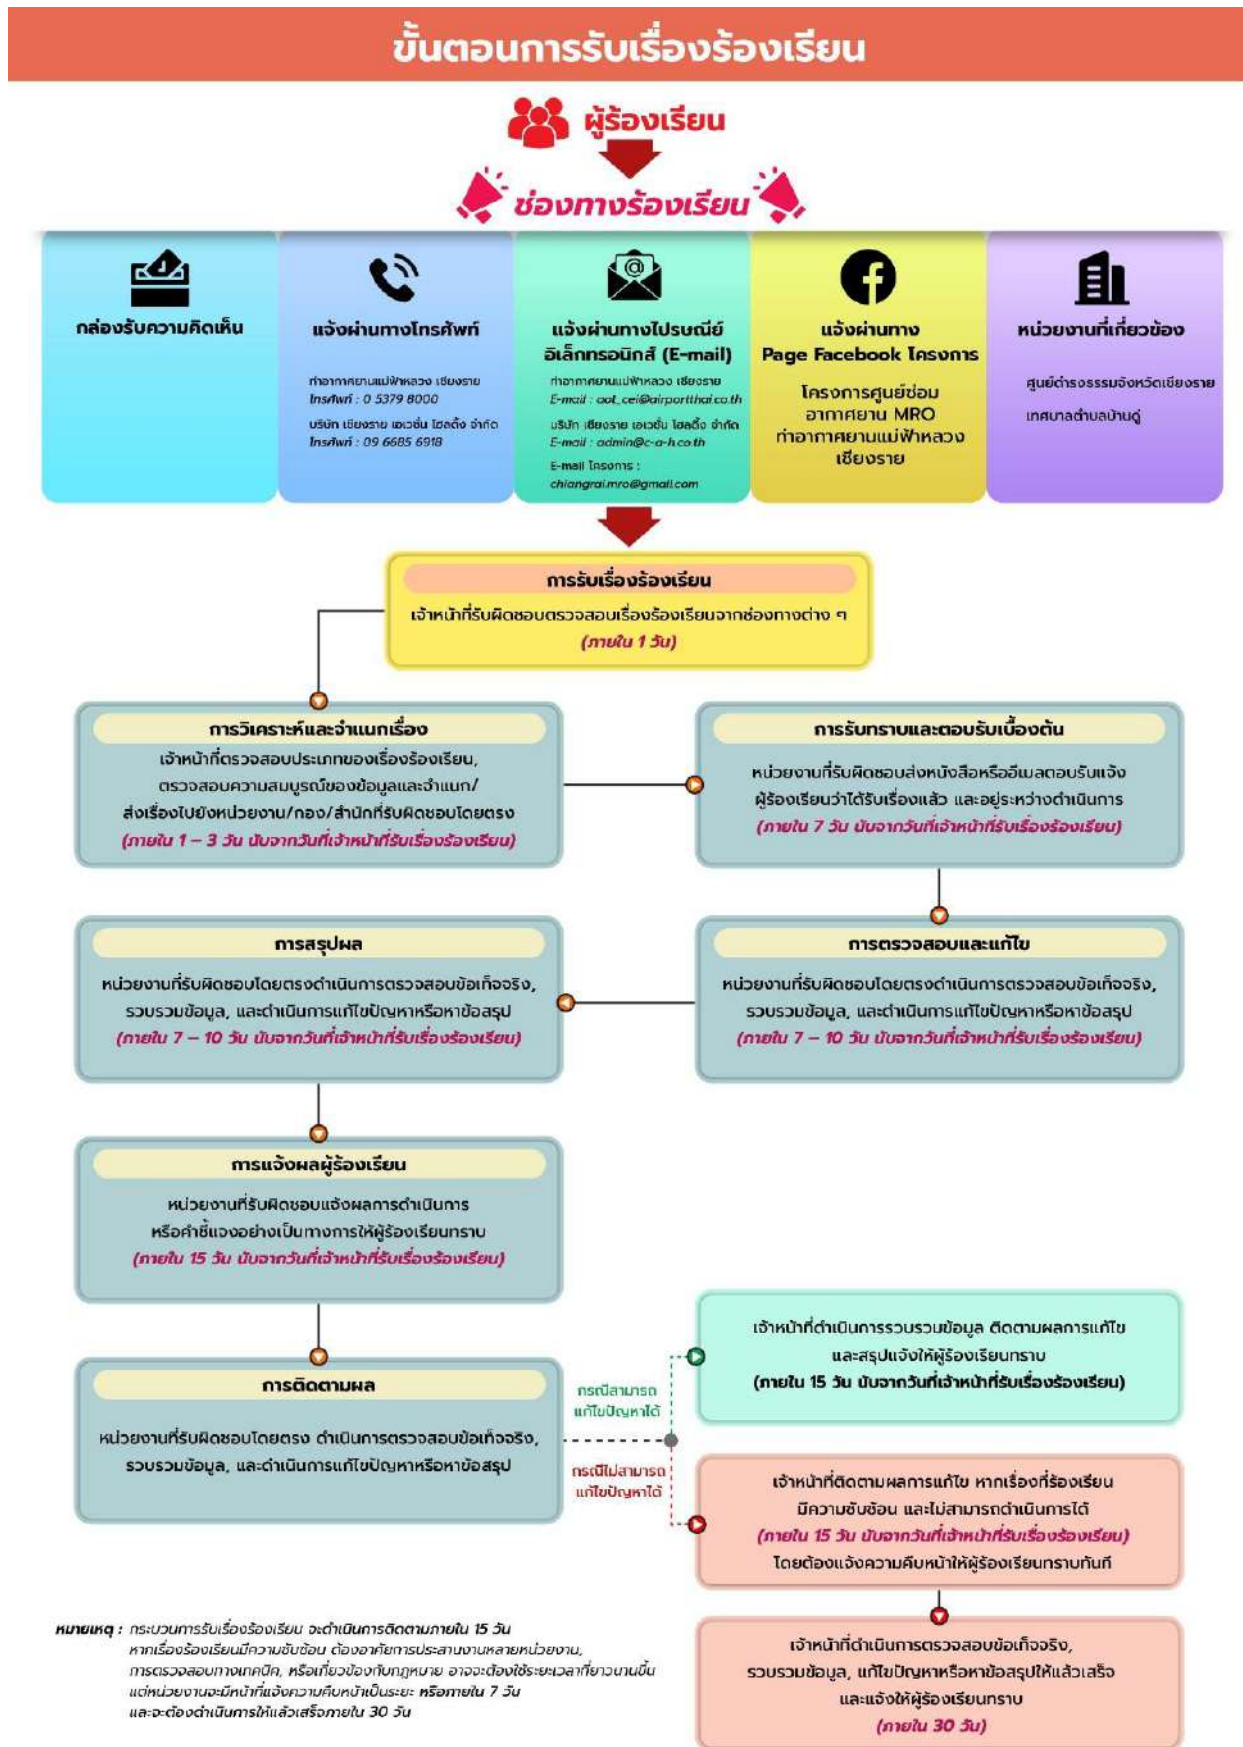 ขั้นตอนการรับเรื่องร้องเรียน
ผู้ร้องเรียน
ช่องทางร้องเรียน
กล่องรับความคิดเห็น
แจ้งผ่านทางโทรศัพท์
ท่าอากาศยานแม่ฟ้าหลวง เชียงราย
โทรศัพท์ : 0 5379 8000
บริษัท เชียงราย เอเวชั่น โฮลดิ้ง จำกัด
โทรศัพท์ : 09 6685 6918
แจ้งผ่านทางไปรษณีย์
อิเล็กทรอนิกส์ (E-mail)
ท่าอากาศยานแม่ฟ้าหลวง เชียงราย
E-mail : aot_cei@airportthai.co.th
บริษัท เชียงราย เอเวชั่น โฮลดิ้ง จำกัด
E-mail : admin@c-a-h.co.th
E-mail โครงการ :
chiangrai.mro@gmail.com
แจ้งผ่านทาง
Page Facebook โครงการ
โครงการศูนย์ซ่อม
อากาศยาน MRO
ท่าอากาศยานแม่ฟ้าหลวง
เชียงราย
หน่วยงานที่เกี่ยวข้อง
ศูนย์ดำรงธรรมจังหวัดเชียงราย
เทศบาลตำบลบ้านดู่
การรับเรื่องร้องเรียน
เจ้าหน้าที่รับผิดชอบตรวจสอบเรื่องร้องเรียนจากช่องทางต่าง ๆ
(ภายใน 1 วัน)
การวิเคราะห์และจำแนกเรื่อง
เจ้าหน้าที่ตรวจสอบประเภทของเรื่องร้องเรียน,
ตรวจสอบความสมบูรณ์ของข้อมูลและจำแนก/
ส่งเรื่องไปยังหน่วยงาน/กอง/สำนักที่รับผิดชอบโดยตรง
(ภายใน 1 – 3 วัน นับจากวันที่เจ้าหน้าที่รับเรื่องร้องเรียน)
การรับทราบและตอบรับเบื้องต้น
หน่วยงานที่รับผิดชอบส่งหนังสือหรืออีเมลตอบรับแจ้ง
ผู้ร้องเรียนว่าได้รับเรื่องแล้ว และอยู่ระหว่างดำเนินการ
(ภายใน 7 วัน นับจากวันที่เจ้าหน้าที่รับเรื่องร้องเรียน)
การสรุปผล
หน่วยงานที่รับผิดชอบโดยตรงดำเนินการตรวจสอบข้อเท็จจริง,
รวบรวมข้อมูล, และดำเนินการแก้ไขปัญหาหรือหาข้อสรุป
(ภายใน 7 – 10 วัน นับจากวันที่เจ้าหน้าที่รับเรื่องร้องเรียน)
การตรวจสอบและแก้ไข
หน่วยงานที่รับผิดชอบโดยตรงดำเนินการตรวจสอบข้อเท็จจริง,
รวบรวมข้อมูล, และดำเนินการแก้ไขปัญหาหรือหาข้อสรุป
(ภายใน 7 – 10 วัน นับจากวันที่เจ้าหน้าที่รับเรื่องร้องเรียน)
การแจ้งผลผู้ร้องเรียน
หน่วยงานที่รับผิดชอบแจ้งผลการดำเนินการ
หรือคำชี้แจงอย่างเป็นทางการให้ผู้ร้องเรียนทราบ
(ภายใน 15 วัน นับจากวันที่เจ้าหน้าที่รับเรื่องร้องเรียน)
การติดตามผล
หน่วยงานที่รับผิดชอบโดยตรง ดำเนินการตรวจสอบข้อเท็จจริง,
รวบรวมข้อมูล, และดำเนินการแก้ไขปัญหาหรือหาข้อสรุป
กรณีสามารถ
แก้ไขปัญหาได้
กรณีไม่สามารถ
แก้ไขปัญหาได้
เจ้าหน้าที่ดำเนินการรวบรวมข้อมูล ติดตามผลการแก้ไข
และสรุปแจ้งให้ผู้ร้องเรียนทราบ
(ภายใน 15 วัน นับจากวันที่เจ้าหน้าที่รับเรื่องร้องเรียน)
เจ้าหน้าที่ติดตามผลการแก้ไข หากเรื่องที่ร้องเรียน
มีความซับซ้อน และไม่สามารถดำเนินการได้
(ภายใน 15 วัน นับจากวันที่เจ้าหน้าที่รับเรื่องร้องเรียน)
โดยต้องแจ้งความคืบหน้าให้ผู้ร้องเรียนทราบทันที
เจ้าหน้าที่ดำเนินการตรวจสอบข้อเท็จจริง,
รวบรวมข้อมูล, แก้ไขปัญหาหรือหาข้อสรุปให้แล้วเสร็จ
และแจ้งให้ผู้ร้องเรียนทราบ
(ภายใน 30 วัน)
หมายเหตุ : กระบวนการรับเรื่องร้องเรียน จะดำเนินการติดตามภายใน 15 วัน
หากเรื่องร้องเรียนมีความซับซ้อน ต้องอาศัยการประสานงานหลายหน่วยงาน,
การตรวจสอบทางเทคนิค, หรือเกี่ยวข้องกับกฎหมาย อาจจะต้องใช้ระยะเวลาที่ยาวนานขึ้น
แต่หน่วยงานจะมีหน้าที่แจ้งความคืบหน้าเป็นระยะ หรือภายใน 7 วัน
และจะต้องดำเนินการให้แล้วเสร็จภายใน 30 วัน